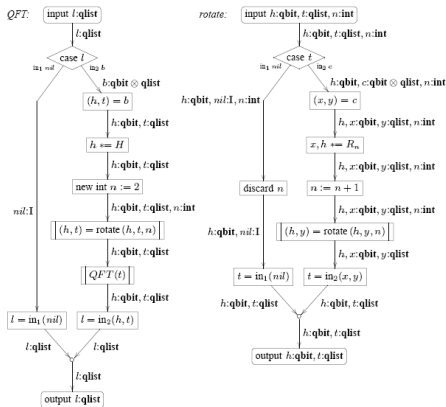 QFT:
input l:qlist
l:qlist
case l
in₁ nil
in₂ b
b:qbit ⊗ qlist
(h, t) = b
h:qbit, t:qlist
h *= H
h:qbit, t:qlist
new int n := 2
h:qbit, t:qlist, n:int
(h, t) = rotate (h, t, n)
h:qbit, t:qlist
nil:I
QFT(t)
h:qbit, t:qlist
l = in₁(nil)
l = in₂(h, t)
l:qlist
l:qlist
l:qlist
output l:qlist
rotate:
input h:qbit, t:qlist, n:int
h:qbit, t:qlist, n:int
case t
in₁ nil
in₂ c
h:qbit, c:qbit ⊗ qlist, n:int
h:qbit, nil:I, n:int
(x, y) = c
h, x:qbit, y:qlist, n:int
x, h *= Rₙ
h, x:qbit, y:qlist, n:int
discard n
n := n + 1
h, x:qbit, y:qlist, n:int
h:qbit, nil:I
(h, y) = rotate (h, y, n)
h, x:qbit, y:qlist
t = in₁(nil)
t = in₂(x, y)
h:qbit, t:qlist
h:qbit, t:qlist
h:qbit, t:qlist
output h:qbit, t:qlist